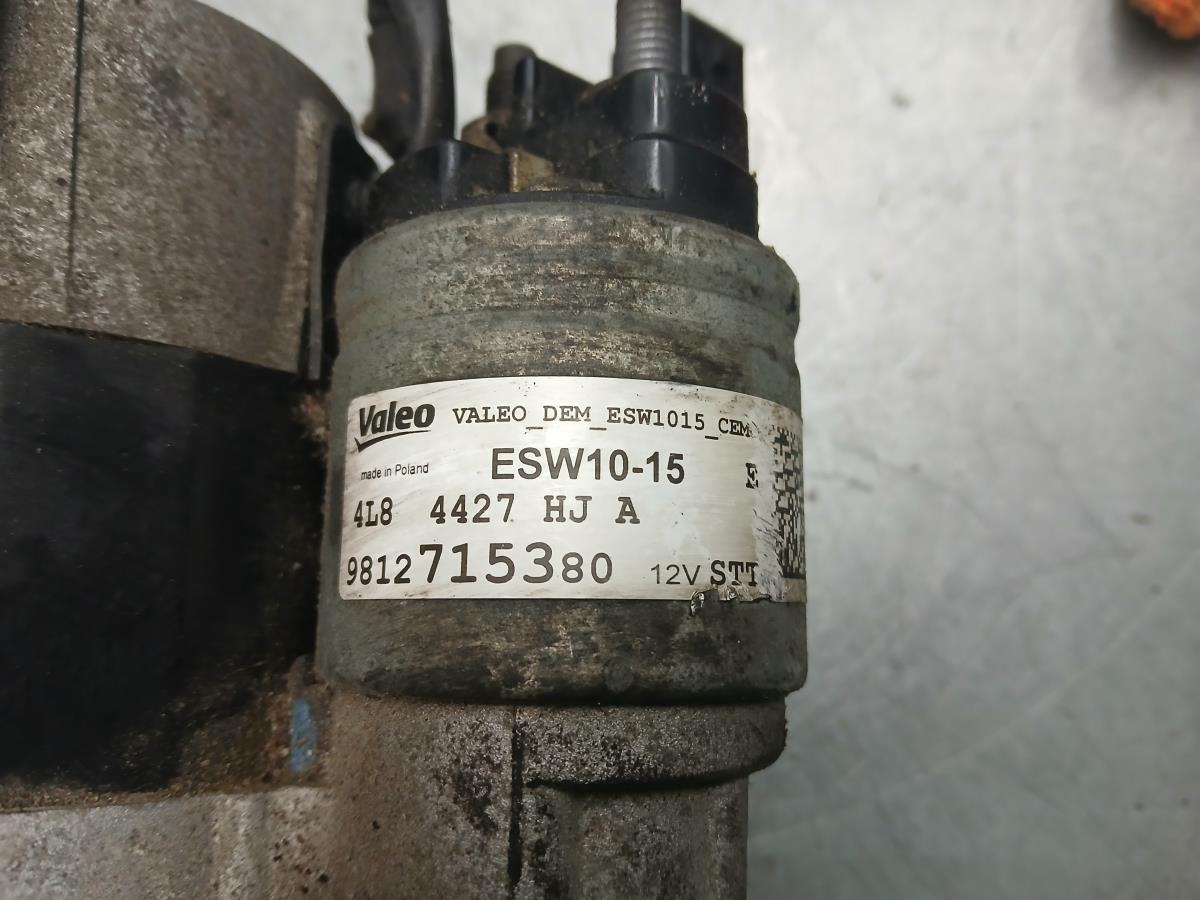 Valeo VALEO_DEM_ESW1015_CEM
made in Poland ESW10-15 E
4L8 4427 HJ A
9812715380 12V STT